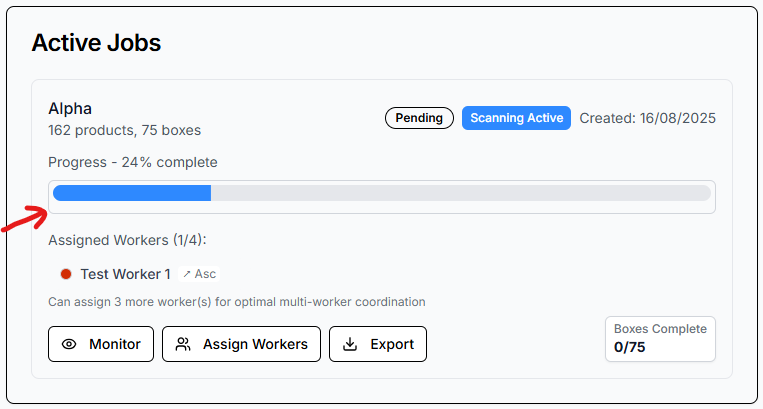 Active Jobs
Alpha
162 products, 75 boxes
Pending
Scanning Active
Created: 16/08/2025
Progress - 24% complete
Assigned Workers (1/4):
Test Worker 1
↗ Asc
Can assign 3 more worker(s) for optimal multi-worker coordination
Monitor
Assign Workers
Export
Boxes Complete
0/75